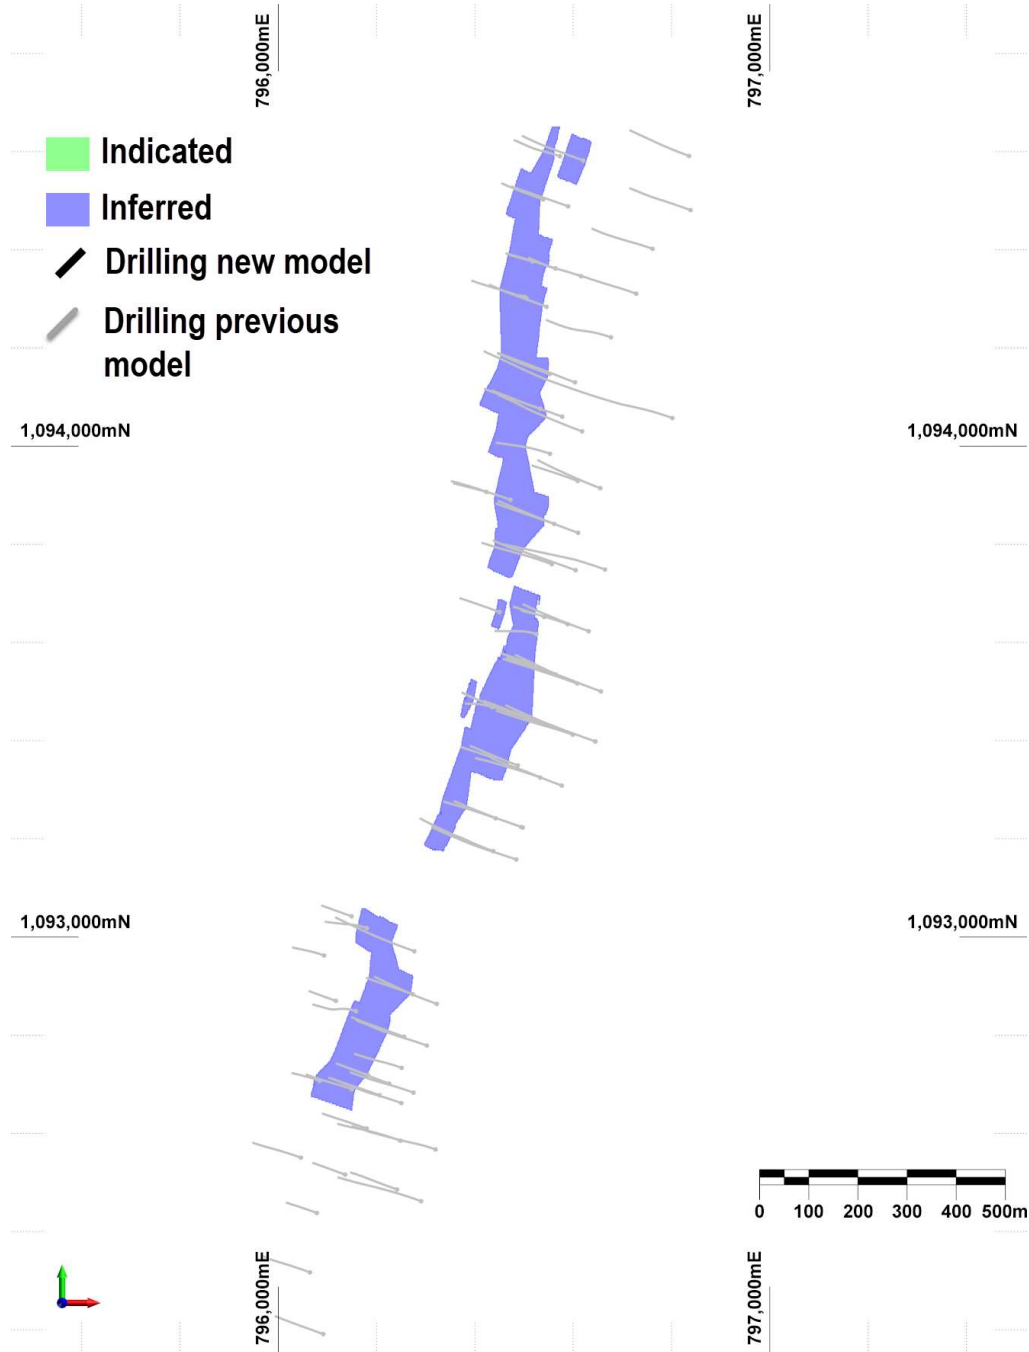 796,000mE
797,000mE
Indicated
Inferred
Drilling new model
Drilling previous
model
1,094,000mN
1,094,000mN
1,093,000mN
1,093,000mN
0 100 200 300 400 500m
796,000mE
797,000mE